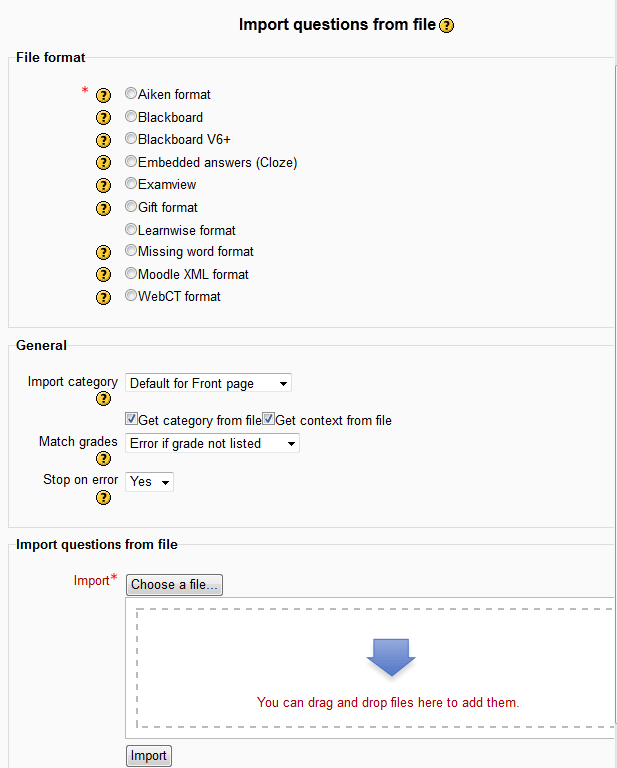 Import questions from file ?
File format
* ? Aiken format
? Blackboard
? Blackboard V6+
? Embedded answers (Cloze)
? Examview
? Gift format
Learnwise format
? Missing word format
? Moodle XML format
? WebCT format
General
Import category Default for Front page
?
Get category from file Get context from file
Match grades Error if grade not listed
?
Stop on error Yes
?
Import questions from file
Import* Choose a file...
You can drag and drop files here to add them.
Import